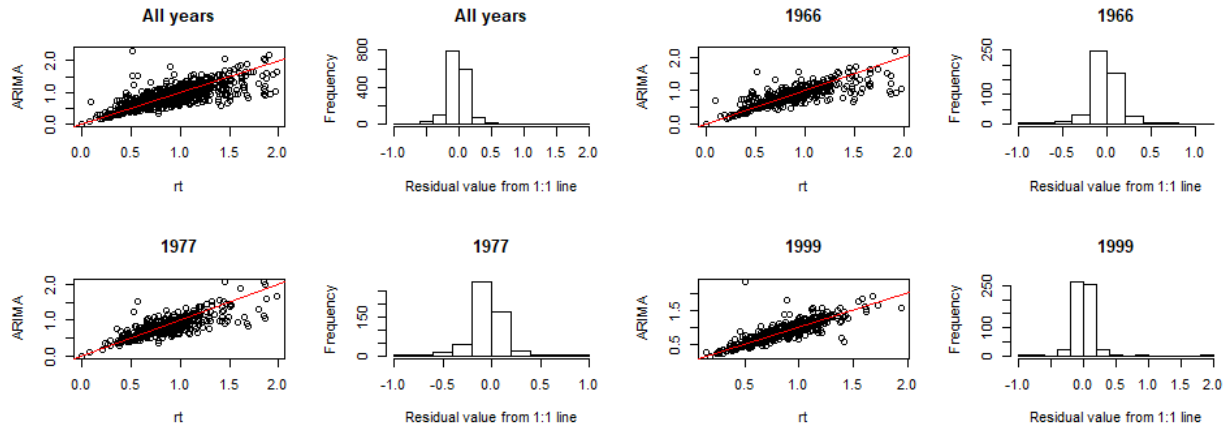 All years
ARIMA
0.0 1.0 2.0
0.0 0.5 1.0 1.5 2.0
rt
All years
Frequency
0 400 800
-1.0 0.0 1.0 2.0
Residual value from 1:1 line
1966
ARIMA
0.0 1.0 2.0
0.0 0.5 1.0 1.5 2.0
rt
1966
Frequency
0 100 250
-1.0 -0.5 0.0 0.5 1.0
Residual value from 1:1 line
1977
ARIMA
0.0 1.0 2.0
0.0 0.5 1.0 1.5 2.0
rt
1977
Frequency
0 150
-1.0 -0.5 0.0 0.5 1.0
Residual value from 1:1 line
1999
ARIMA
0.5 1.5
0.5 1.0 1.5 2.0
rt
1999
Frequency
0 100 250
-1.0 0.0 0.5 1.0 1.5 2.0
Residual value from 1:1 line